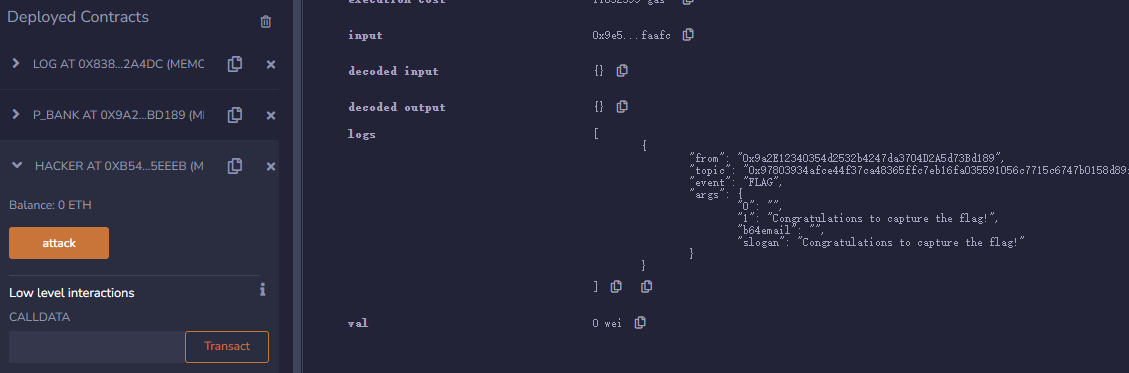 Deployed Contracts
LOG AT 0X838...2A4DC (MEMO
P_BANK AT 0X9A2...BD189 (MI
HACKER AT 0XB54...5EEEB (M
Balance: 0 ETH
attack
Low level interactions
CALLDATA
Transact
execution cost
gas
input
0x9e5...faafc
decoded input
{}
decoded output
{}
logs
[
{
"from": "0x9a2E12340354d2532b4247da3704D2A5d73Bd189",
"topic": "0x97803934afce44f37ca48365ffc7eb16fa035591056c7715c6747b0158d89
"event": "FLAG",
"args": {
"0": "",
"1": "Congratulations to capture the flag!",
"b64email": "",
"slogan": "Congratulations to capture the flag!"
}
}
]
val
0 wei